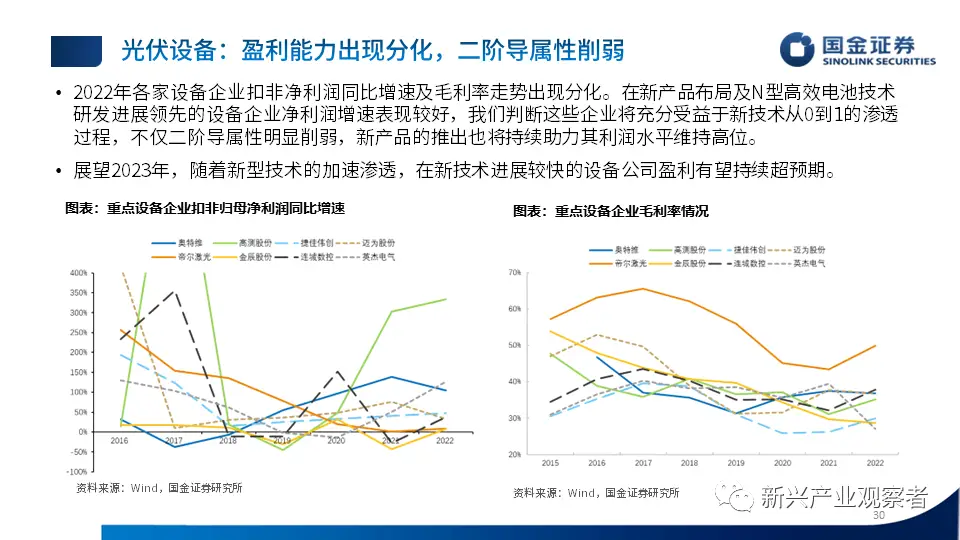 光伏设备：盈利能力出现分化，二阶导属性削弱
国金证券
SINOLINK SECURITIES
• 2022年各家设备企业扣非净利润同比增速及毛利率走势出现分化。在新产品布局及N型高效电池技术
研发进展领先的设备企业净利润增速表现较好，我们判断这些企业将充分受益于新技术从0到1的渗透
过程，不仅二阶导属性明显削弱，新产品的推出也将持续助力其利润水平维持高位。
• 展望2023年，随着新型技术的加速渗透，在新技术进展较快的设备公司盈利有望持续超预期。
图表：重点设备企业扣非归母净利润同比增速
奥特维 高测股份 捷佳伟创 迈为股份
帝尔激光 金辰股份 连城数控 英杰电气
400%
350%
300%
250%
200%
150%
100%
50%
0%
-50%
-100%
2016 2017 2018 2019 2020 2021 2022
资料来源：Wind，国金证券研究所
图表：重点设备企业毛利率情况
奥特维 高测股份 捷佳伟创 迈为股份
帝尔激光 金辰股份 连城数控 英杰电气
70%
60%
50%
40%
30%
20%
2015 2016 2017 2018 2019 2020 2021 2022
资料来源：Wind，国金证券研究所
新兴产业观察者
30